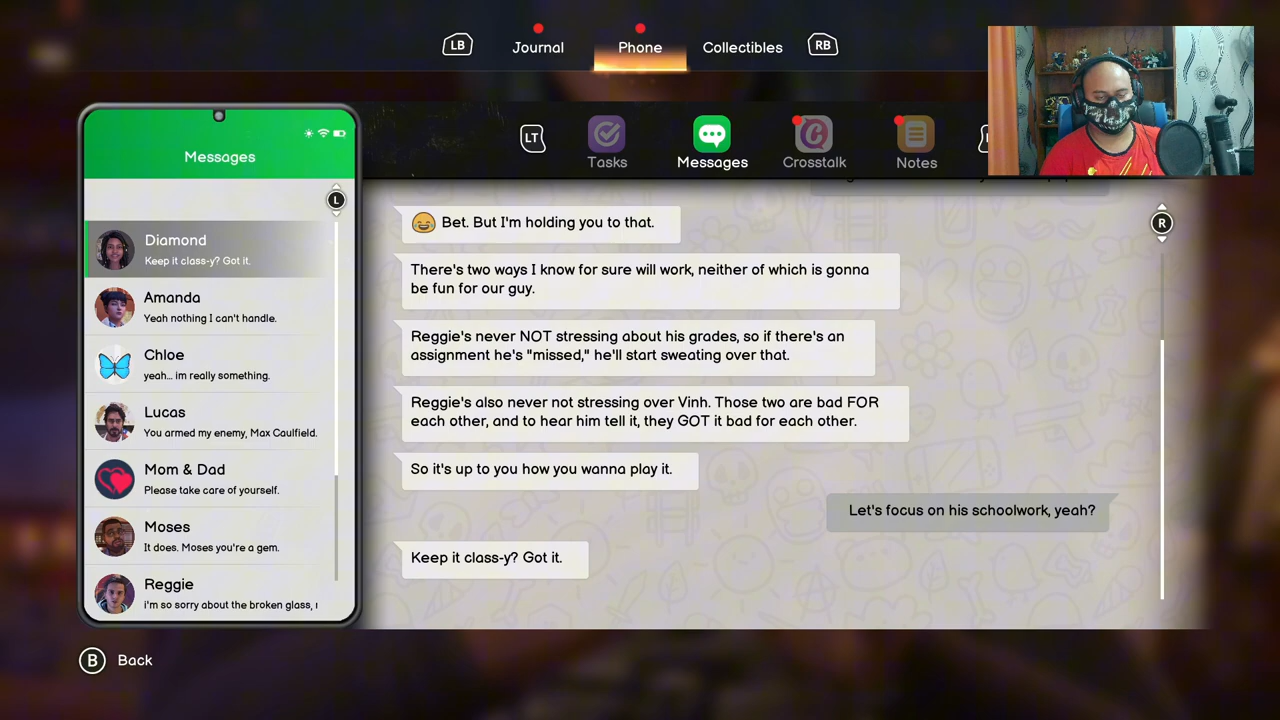 LB Journal Phone Collectibles RB
LT Tasks Messages Crosstalk Notes
Messages
L
Diamond
Keep it class-y? Got it.
Amanda
Yeah nothing I can't handle.
Chloe
yeah... im really something.
Lucas
You armed my enemy, Max Caulfield.
Mom & Dad
Please take care of yourself.
Moses
It does. Moses you're a gem.
Reggie
i'm so sorry about the broken glass,
R
Bet. But I'm holding you to that.
There's two ways I know for sure will work, neither of which is gonna
be fun for our guy.
Reggie's never NOT stressing about his grades, so if there's an
assignment he's "missed," he'll start sweating over that.
Reggie's also never not stressing over Vinh. Those two are bad FOR
each other, and to hear him tell it, they GOT it bad for each other.
So it's up to you how you wanna play it.
Let's focus on his schoolwork, yeah?
Keep it class-y? Got it.
B Back